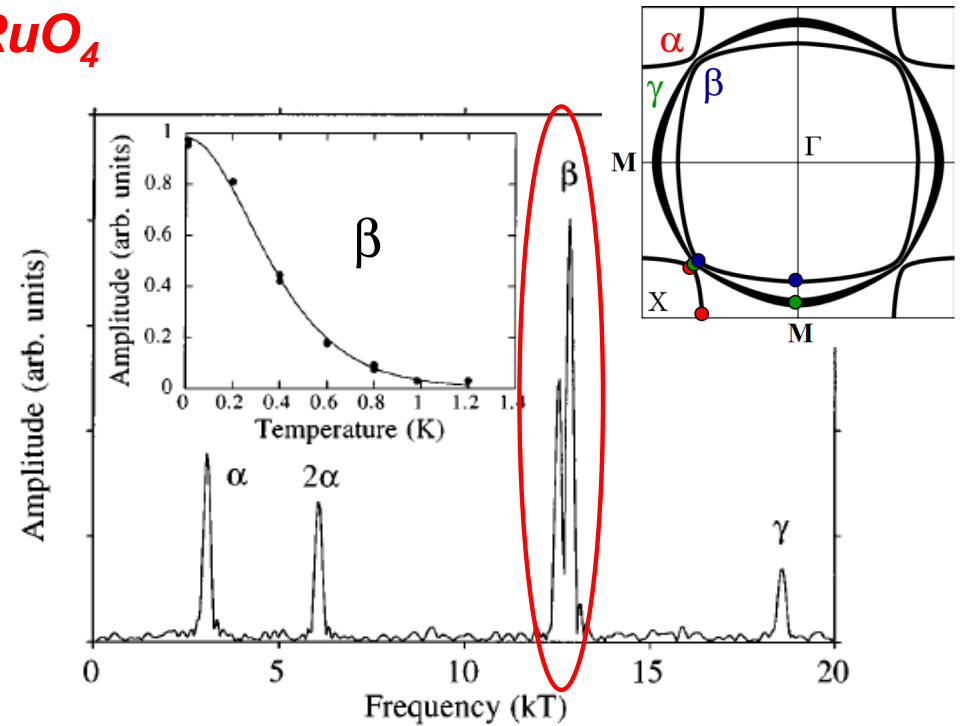 RuO4
α
γ
β
Γ
M
X
M
β
1
0.8
0.6
0.4
0.2
0
0
0.2
0.4
0.6
0.8
1.0
1.2
1.4
Amplitude (arb. units)
Temperature (K)
β
α
2α
γ
Amplitude (arb. units)
0
5
10
15
20
Frequency (kT)